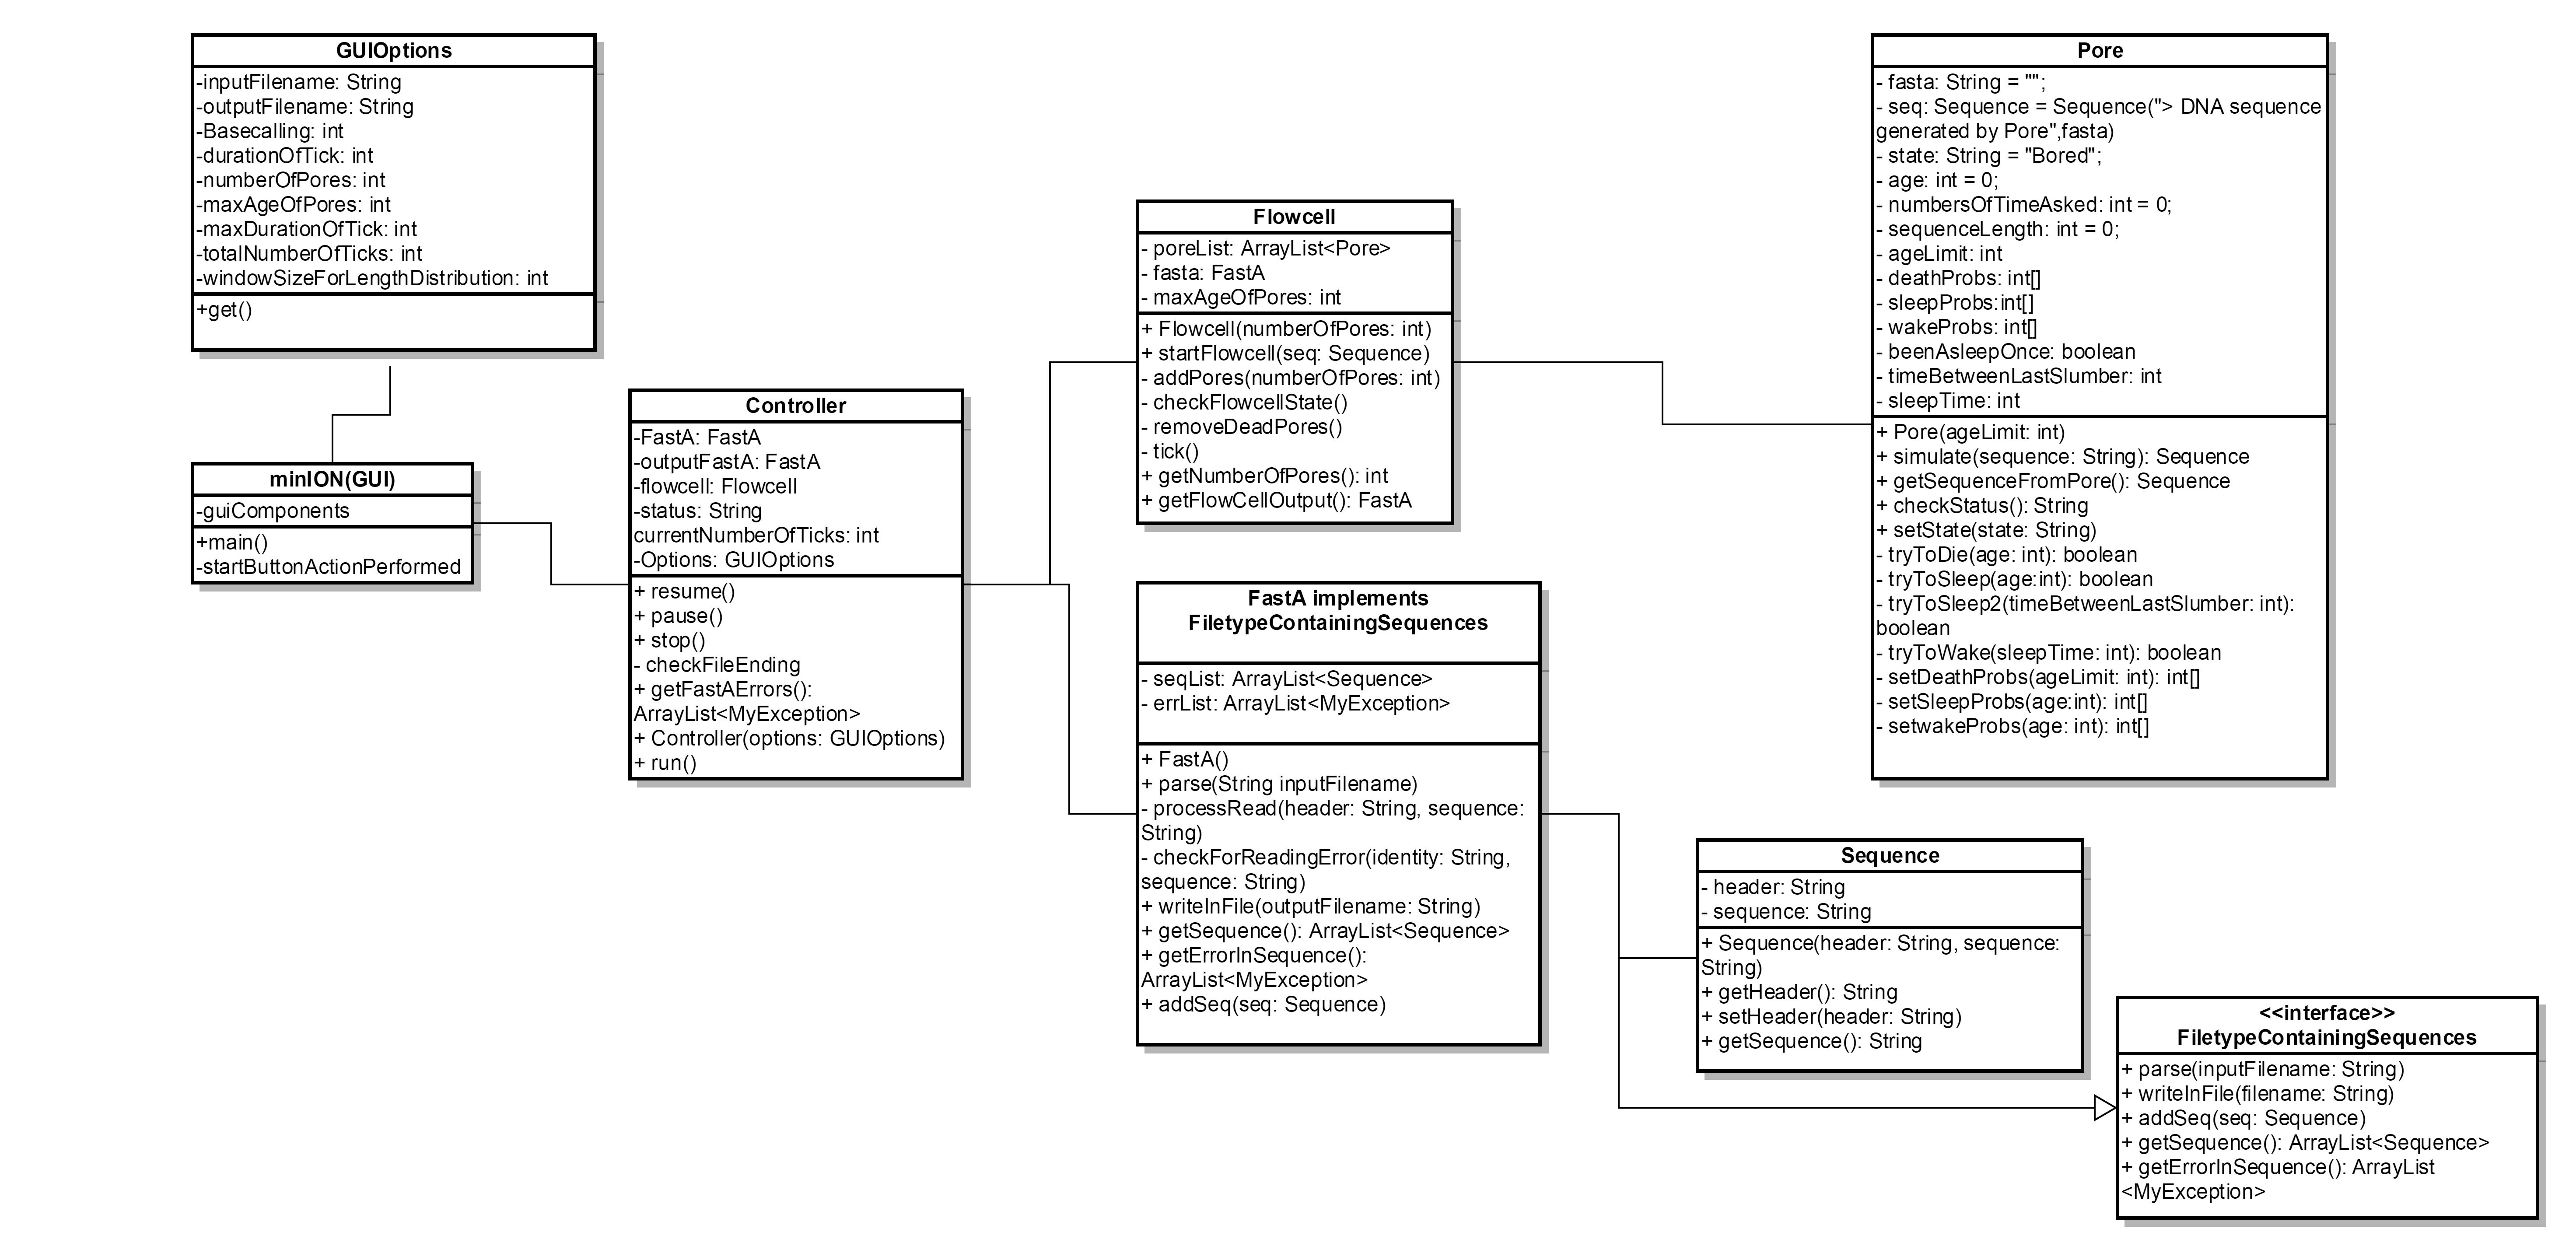 GUIOptions
-inputFilename: String
-outputFilename: String
-Basecalling: int
-durationOfTick: int
-numberOfPores: int
-maxAgeOfPores: int
-maxDurationOfTick: int
-totalNumberOfTicks: int
-windowSizeForLengthDistribution: int
+get()
minION(GUI)
-guiComponents
+main()
-startButtonActionPerformed
Controller
-FastA: FastA
-outputFastA: FastA
-flowcell: Flowcell
-status: String
currentNumberOfTicks: int
-Options: GUIOptions
+ resume()
+ pause()
+ stop()
- checkFileEnding
+ getFastAErrors():
ArrayList<MyException>
+ Controller(options: GUIOptions)
+ run()
Flowcell
- poreList: ArrayList<Pore>
- fasta: FastA
- maxAgeOfPores: int
+ Flowcell(numberOfPores: int)
+ startFlowcell(seq: Sequence)
- addPores(numberOfPores: int)
- checkFlowcellState()
- removeDeadPores()
- tick()
+ getNumberOfPores(): int
+ getFlowCellOutput(): FastA
FastA implements
FiletypeContainingSequences
- seqList: ArrayList<Sequence>
- errList: ArrayList<MyException>
+ FastA()
+ parse(String inputFilename)
- processRead(header: String, sequence:
String)
- checkForReadingError(identity: String,
sequence: String)
+ writeInFile(outputFilename: String)
+ getSequence(): ArrayList<Sequence>
+ getErrorInSequence():
ArrayList<MyException>
+ addSeq(seq: Sequence)
Pore
- fasta: String = "";
- seq: Sequence = Sequence("> DNA sequence
generated by Pore",fasta)
- state: String = "Bored";
- age: int = 0;
- numbersOfTimeAsked: int = 0;
- sequenceLength: int = 0;
- ageLimit: int
- deathProbs: int[]
- sleepProbs:int[]
- wakeProbs: int[]
- beenAsleepOnce: boolean
- timeBetweenLastSlumber: int
- sleepTime: int
+ Pore(ageLimit: int)
+ simulate(sequence: String): Sequence
+ getSequenceFromPore(): Sequence
+ checkStatus(): String
+ setState(state: String)
- tryToDie(age: int): boolean
- tryToSleep(age:int): boolean
- tryToSleep2(timeBetweenLastSlumber: int):
boolean
- tryToWake(sleepTime: int): boolean
- setDeathProbs(ageLimit: int): int[]
- setSleepProbs(age:int): int[]
- setwakeProbs(age: int): int[]
Sequence
- header: String
- sequence: String
+ Sequence(header: String, sequence:
String)
+ getHeader(): String
+ setHeader(header: String)
+ getSequence(): String
<<interface>>
FiletypeContainingSequences
+ parse(inputFilename: String)
+ writeInFile(filename: String)
+ addSeq(seq: Sequence)
+ getSequence(): ArrayList<Sequence>
+ getErrorInSequence(): ArrayList
<MyException>